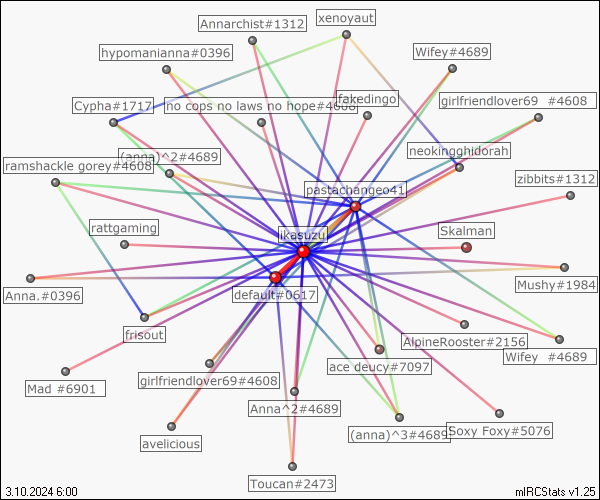 xenoyaut
Annarchist#1312
hypomanianna#0396
Wifey#4689
Cypha#1717
no cops no laws no hope#4608
fakedingo
girlfriendlover69 #4608
ramshackle gorey#4608
(anna)^2#4689
neokingghidorah
pastachangeo41
zibbits#1312
rattgaming
ikasuzu
Skalman
Anna.#0396
default#0617
Mushy#1984
frisout
AlpineRooster#2156
Wifey #4689
ace deucy#7097
Mad #6901
girlfriendlover69#4608
Anna^2#4689
avelicious
(anna)^3#4689
Soxy Foxy#5076
Toucan#2473
3.10.2024 6:00
mIRCStats v1.25